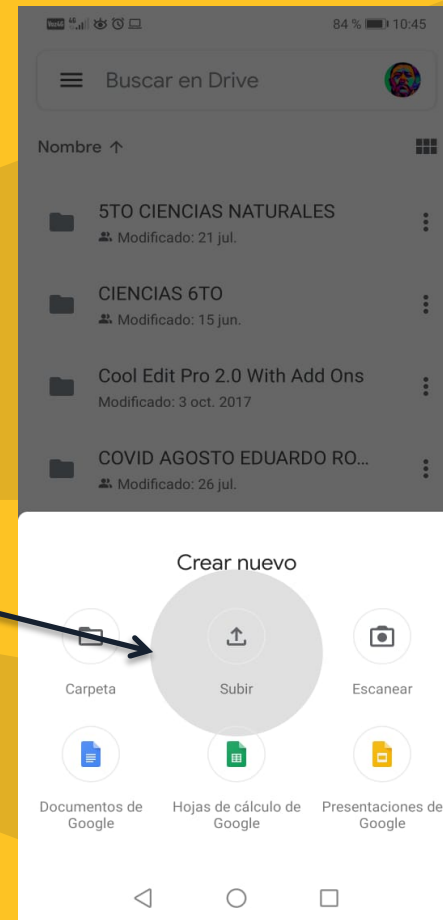 84 % 10:45
Buscar en Drive
Nombre
5TO CIENCIAS NATURALES
Modificado: 21 jul.
CIENCIAS 6TO
Modificado: 15 jun.
Cool Edit Pro 2.0 With Add Ons
Modificado: 3 oct. 2017
COVID AGOSTO EDUARDO RO...
Modificado: 26 jul.
Crear nuevo
Carpeta Subir Escanear
Documentos de Google Hojas de cálculo de Google Presentaciones de Google